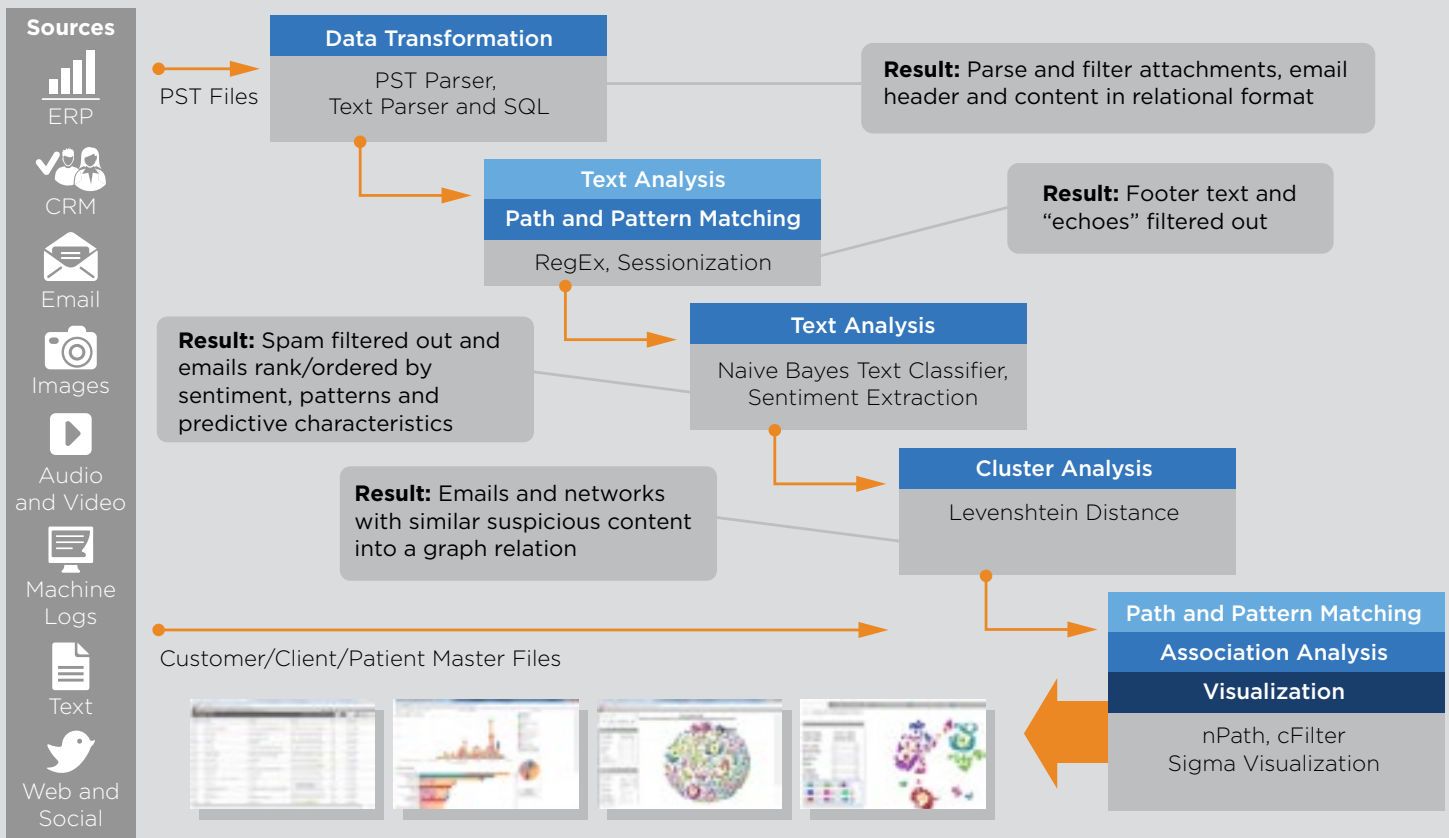 Sources
ERP
CRM
Email
Images
Audio
and Video
Machine
Logs
Text
Web and
Social
PST Files
Data Transformation
PST Parser,
Text Parser and SQL
Result: Parse and filter attachments, email
header and content in relational format
Text Analysis
Path and Pattern Matching
RegEx, Sessionization
Result: Footer text and
“echoes” filtered out
Text Analysis
Naive Bayes Text Classifier,
Sentiment Extraction
Result: Spam filtered out and
emails rank/ordered by
sentiment, patterns and
predictive characteristics
Cluster Analysis
Levenshtein Distance
Result: Emails and networks
with similar suspicious content
into a graph relation
Customer/Client/Patient Master Files
Path and Pattern Matching
Association Analysis
Visualization
nPath, cFilter
Sigma Visualization